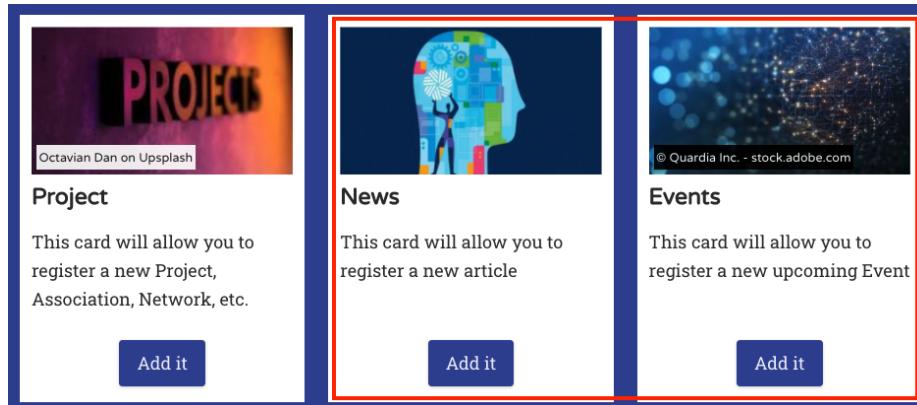 PROJECTS
Octavian Dan on Upsplash
Project
This card will allow you to
register a new Project,
Association, Network, etc.
Add it
News
This card will allow you to
register a new article
Add it
© Quardia Inc. - stock.adobe.com
Events
This card will allow you to
register a new upcoming Event
Add it